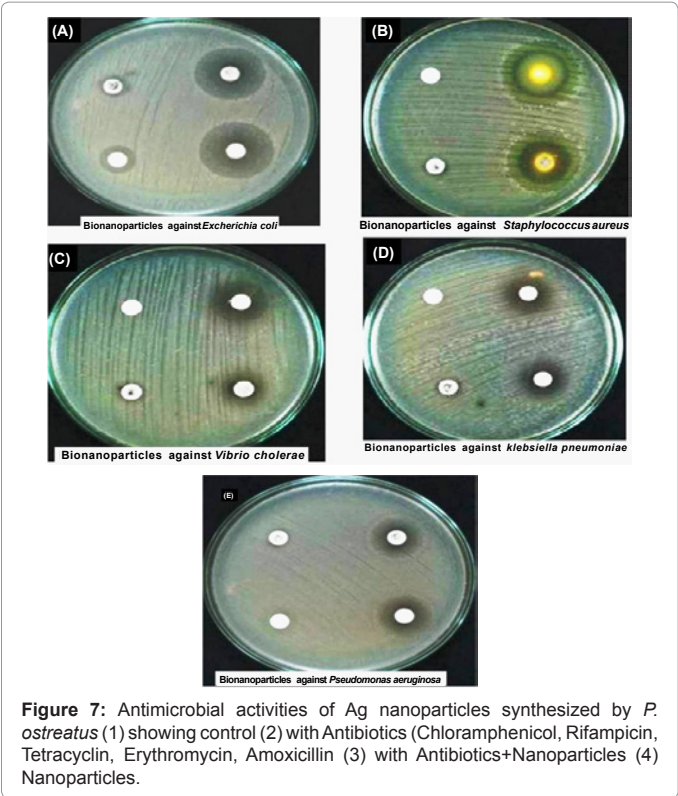 (A)
(B)
Bionanoparticles against Excherichia coli
Bionanoparticles against Staphylococcus aureus
(C)
(D)
Bionanoparticles against Vibrio cholerae
Bionanoparticles against klebsiella pneumoniae
(E)
Bionanoparticles against Pseudomonas aeruginosa
Figure 7: Antimicrobial activities of Ag nanoparticles synthesized by P.
ostreatus (1) showing control (2) with Antibiotics (Chloramphenicol, Rifampicin,
Tetracyclin, Erythromycin, Amoxicillin (3) with Antibiotics+Nanoparticles (4)
Nanoparticles.